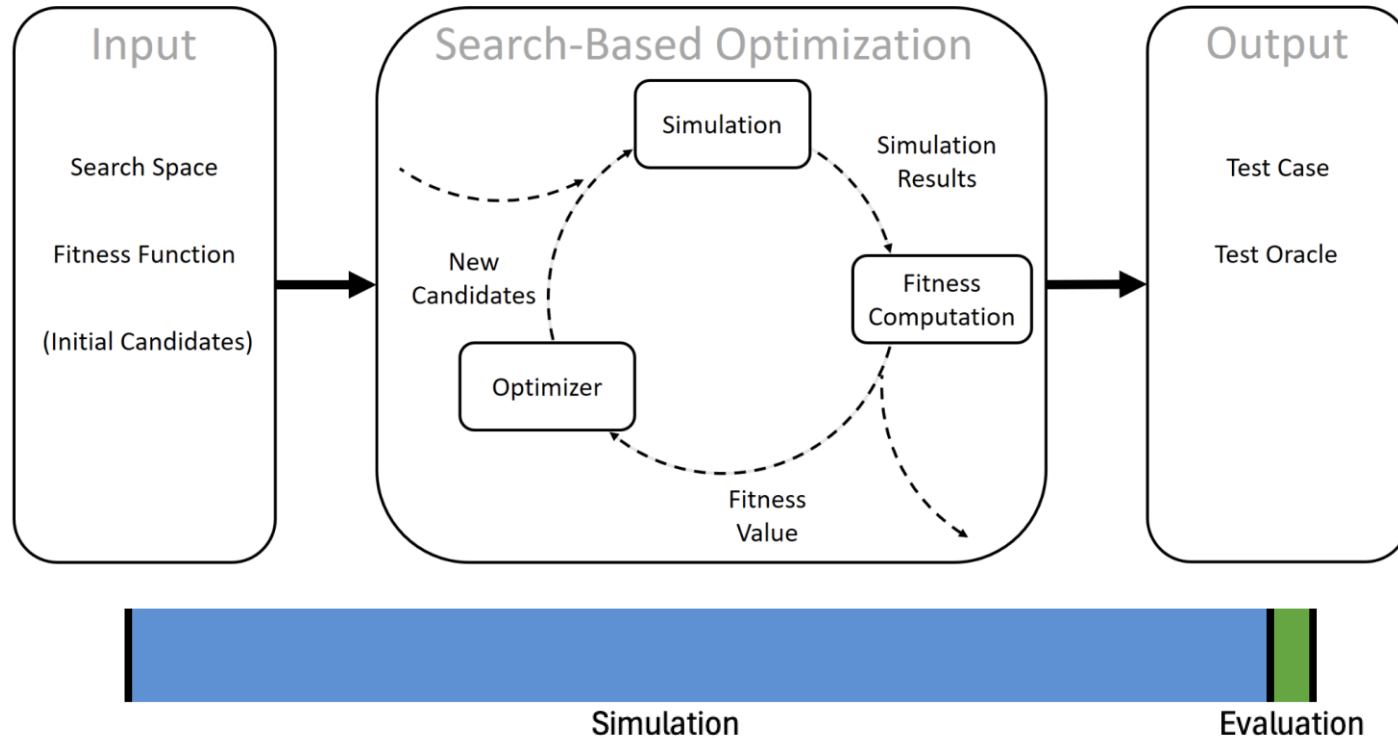 Input
Search Space
Fitness Function
(Initial Candidates)
Search-Based Optimization
Simulation
Simulation
Results
Fitness
Computation
Fitness
Value
Optimizer
New
Candidates
Output
Test Case
Test Oracle
Simulation
Evaluation